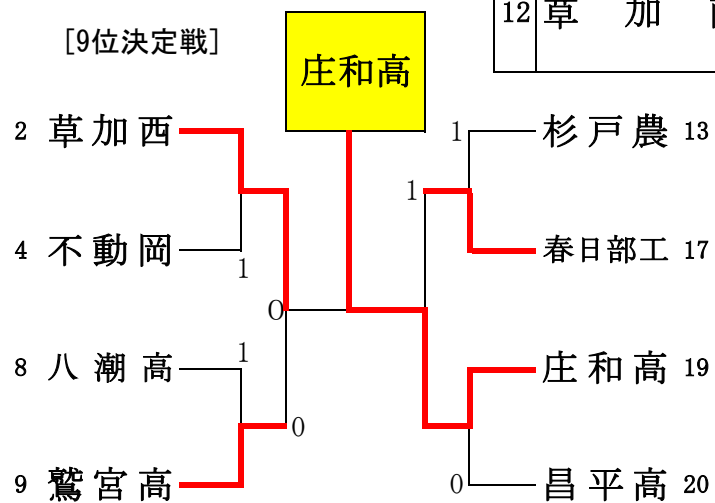 12 草 加
[9位決定戦]
庄和高
2 草加西
4 不動岡
8 八潮高
9 鷲宮高
1
1
0
0
1
1
0
杉戸農 13
春日部工 17
庄和高 19
昌平高 20